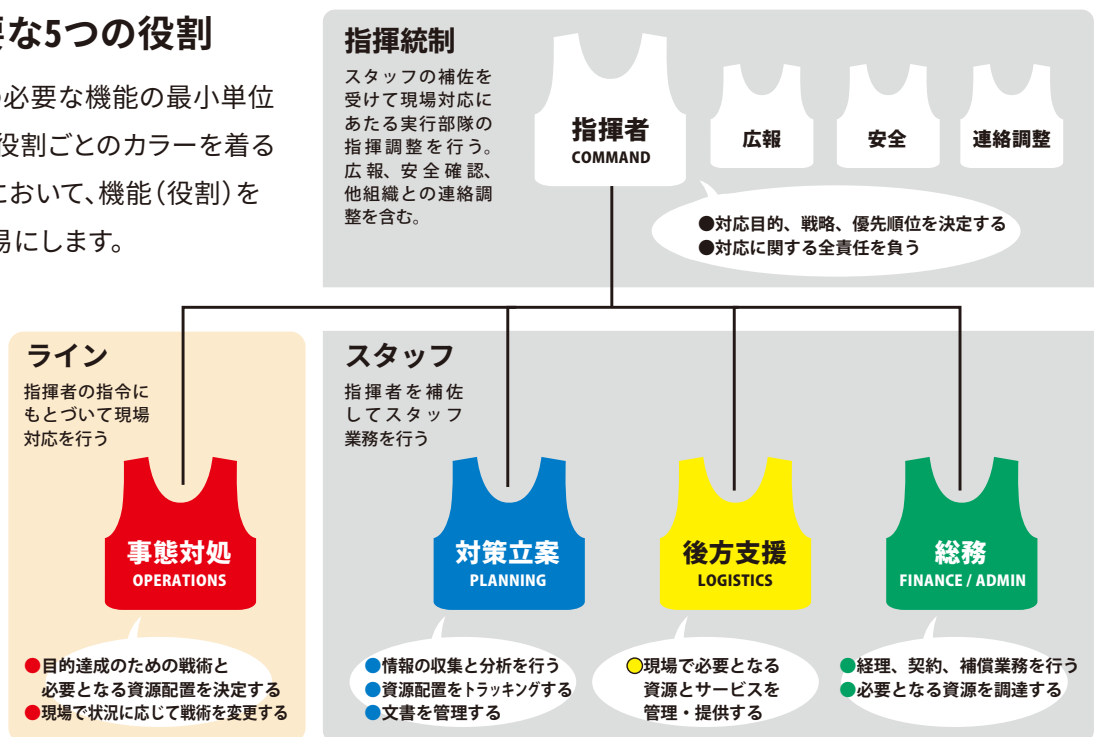 要な5つの役割
の必要な機能の最小単位
役割ごとのカラーを着る
において、機能（役割）を
易にします。
指揮統制
スタッフの補佐を
受けて現場対応に
あたる実行部隊の
指揮調整を行う。
広報、安全確認、
他組織との連絡調
整を含む。
指揮者
COMMAND
広報
安全
連絡調整
●対応目的、戦略、優先順位を決定する
●対応に関する全責任を負う
ライン
指揮者の指令に
もとづいて現場
対応を行う
事態対処
OPERATIONS
●目的達成のための戦術と
必要となる資源配置を決定する
●現場で状況に応じて戦術を変更する
スタッフ
指揮者を補佐
してスタッフ
業務を行う
対策立案
PLANNING
●情報の収集と分析を行う
●資源配置をトラッキングする
●文書を管理する
後方支援
LOGISTICS
●現場で必要となる
資源とサービスを
管理・提供する
総務
FINANCE / ADMIN
●経理、契約、補償業務を行う
●必要となる資源を調達する